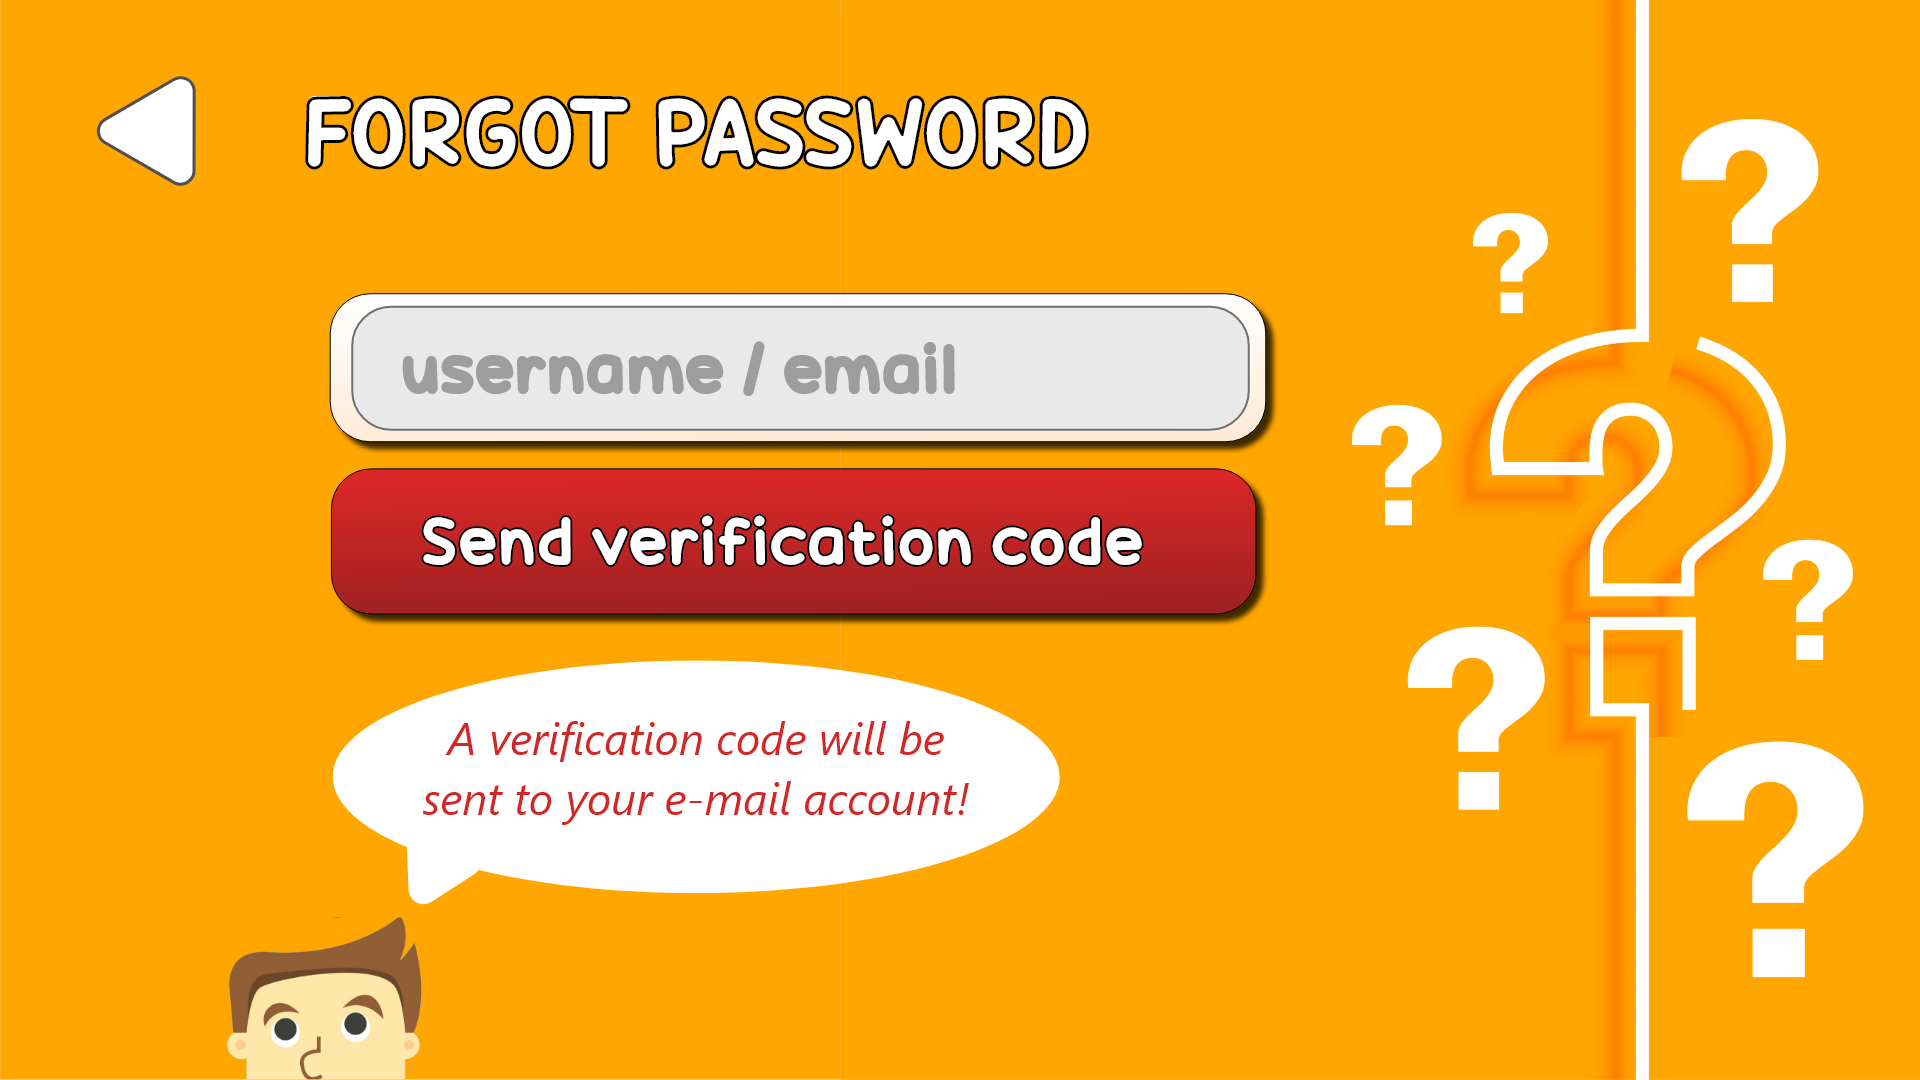 FORGOT PASSWORD
username / email
Send verification code
A verification code will be
sent to your e-mail account!